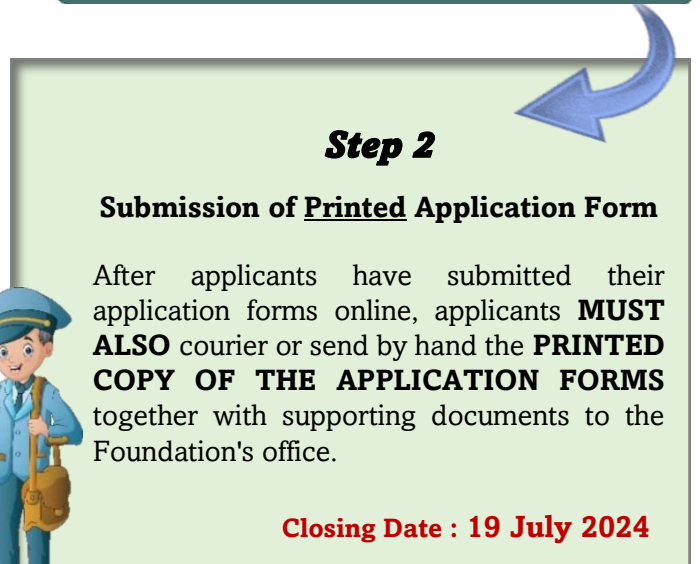 Step 2
Submission of Printed Application Form
After applicants have submitted their
application forms online, applicants MUST
ALSO courier or send by hand the PRINTED
COPY OF THE APPLICATION FORMS
together with supporting documents to the
Foundation's office.
Closing Date : 19 July 2024